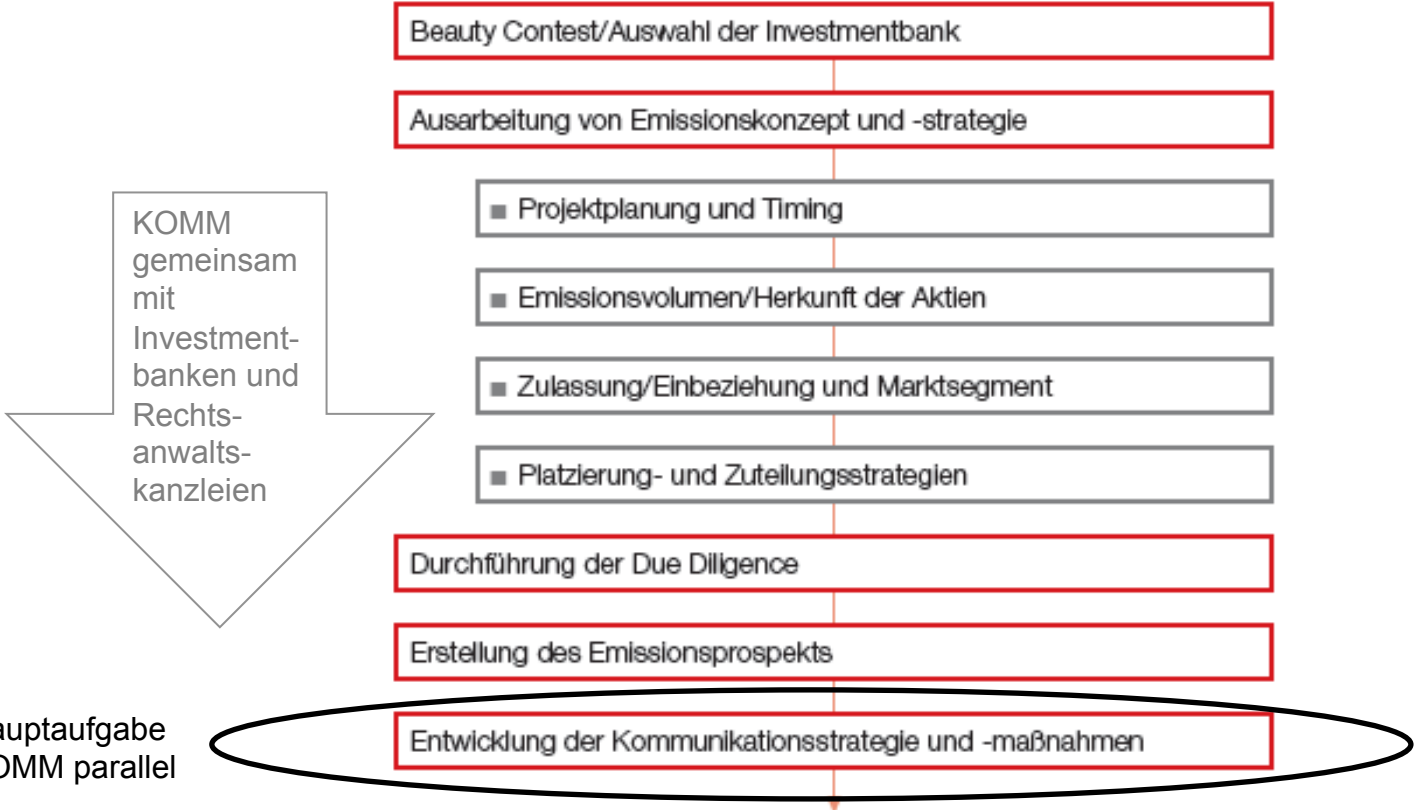 Beauty Contest/Auswahl der Investmentbank
Ausarbeitung von Emissionskonzept und -strategie
KOMM
gemeinsam
mit
Investment-
banken und
Rechts-
anwalts-
kanzleien
■ Projektplanung und Timing
■ Emissionsvolumen/Herkunft der Aktien
■ Zulassung/Einbeziehung und Marktsegment
■ Platzierung- und Zuteilungsstrategien
Durchführung der Due Diligence
Erstellung des Emissionsprospekts
auptaufgabe
OMM parallel
Entwicklung der Kommunikationsstrategie und -maßnahmen